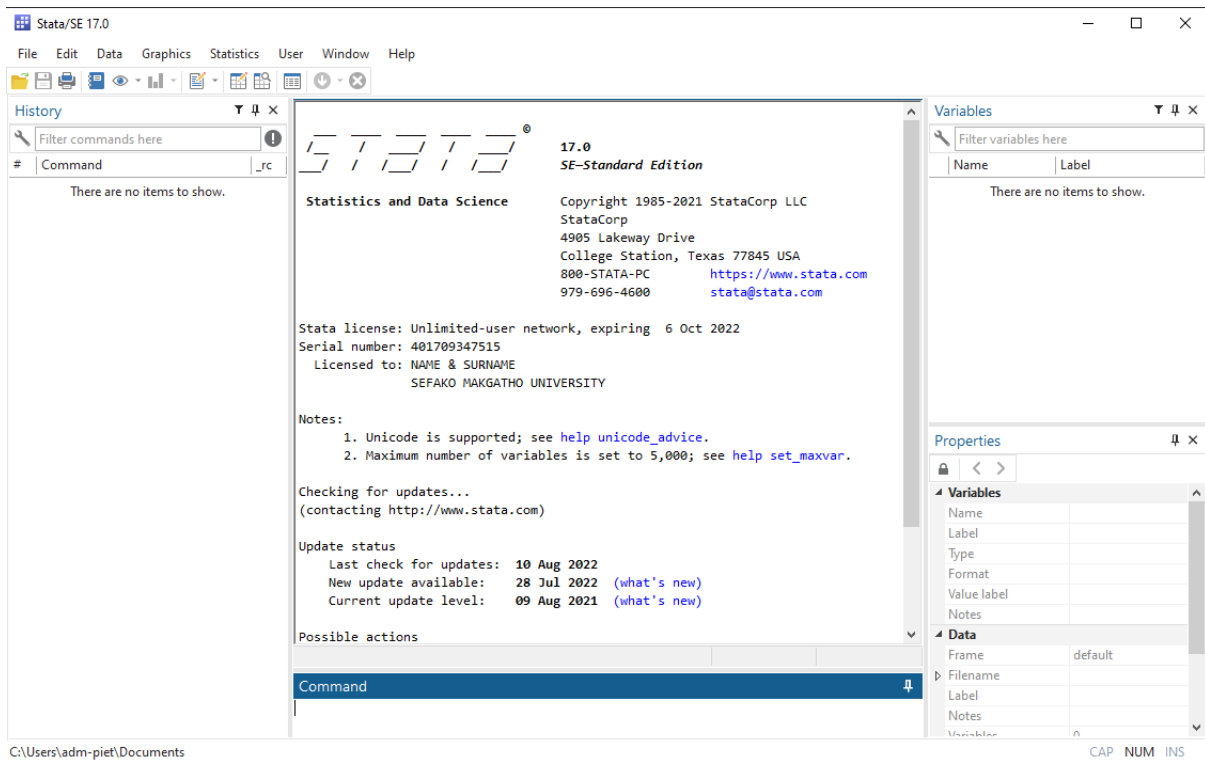 Stata/SE 17.0
File Edit Data Graphics Statistics User Window Help
History
Filter commands here
# Command _rc
There are no items to show.
©
17.0
SE—Standard Edition
Statistics and Data Science Copyright 1985-2021 StataCorp LLC
StataCorp
4905 Lakeway Drive
College Station, Texas 77845 USA
800-STATA-PC https://www.stata.com
979-696-4600 stata@stata.com
Stata license: Unlimited-user network, expiring 6 Oct 2022
Serial number: 401709347515
Licensed to: NAME & SURNAME
SEFAKO MAKGATHO UNIVERSITY
Notes:
1. Unicode is supported; see help unicode_advice.
2. Maximum number of variables is set to 5,000; see help set_maxvar.
Checking for updates...
(contacting http://www.stata.com)
Update status
Last check for updates: 10 Aug 2022
New update available: 28 Jul 2022 (what's new)
Current update level: 09 Aug 2021 (what's new)
Possible actions
Command
Variables
Filter variables here
Name Label
There are no items to show.
Properties
Variables
Name
Label
Type
Format
Value label
Notes
Data
Frame default
Filename
Label
Notes
Variables 0
C:\Users\adm-piet\Documents
CAP NUM INS